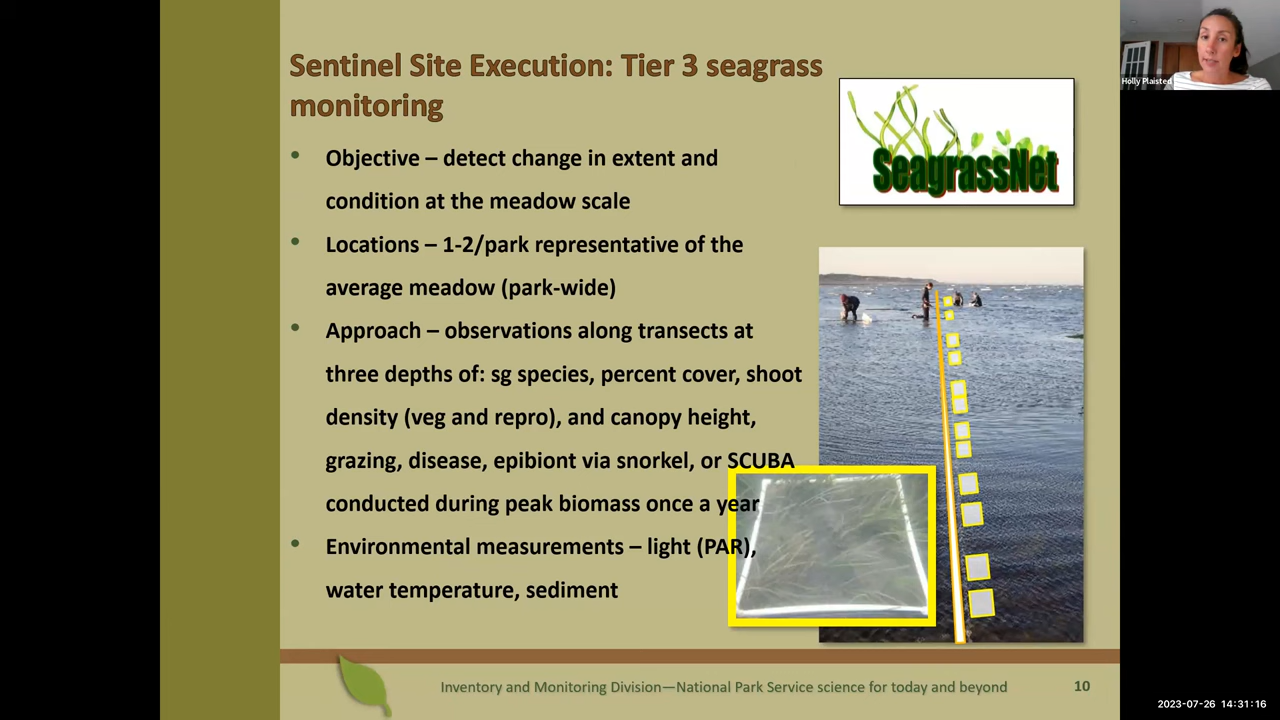 Sentinel Site Execution: Tier 3 seagrass
monitoring
• Objective – detect change in extent and
condition at the meadow scale
• Locations – 1-2/park representative of the
average meadow (park-wide)
• Approach – observations along transects at
three depths of: sg species, percent cover, shoot
density (veg and repro), and canopy height,
grazing, disease, epibiont via snorkel, or SCUBA
conducted during peak biomass once a year
• Environmental measurements – light (PAR),
water temperature, sediment
SeagrassNet
Inventory and Monitoring Division—National Park Service science for today and beyond
10
Holly Plaisted
2023-07-26 14:31:16